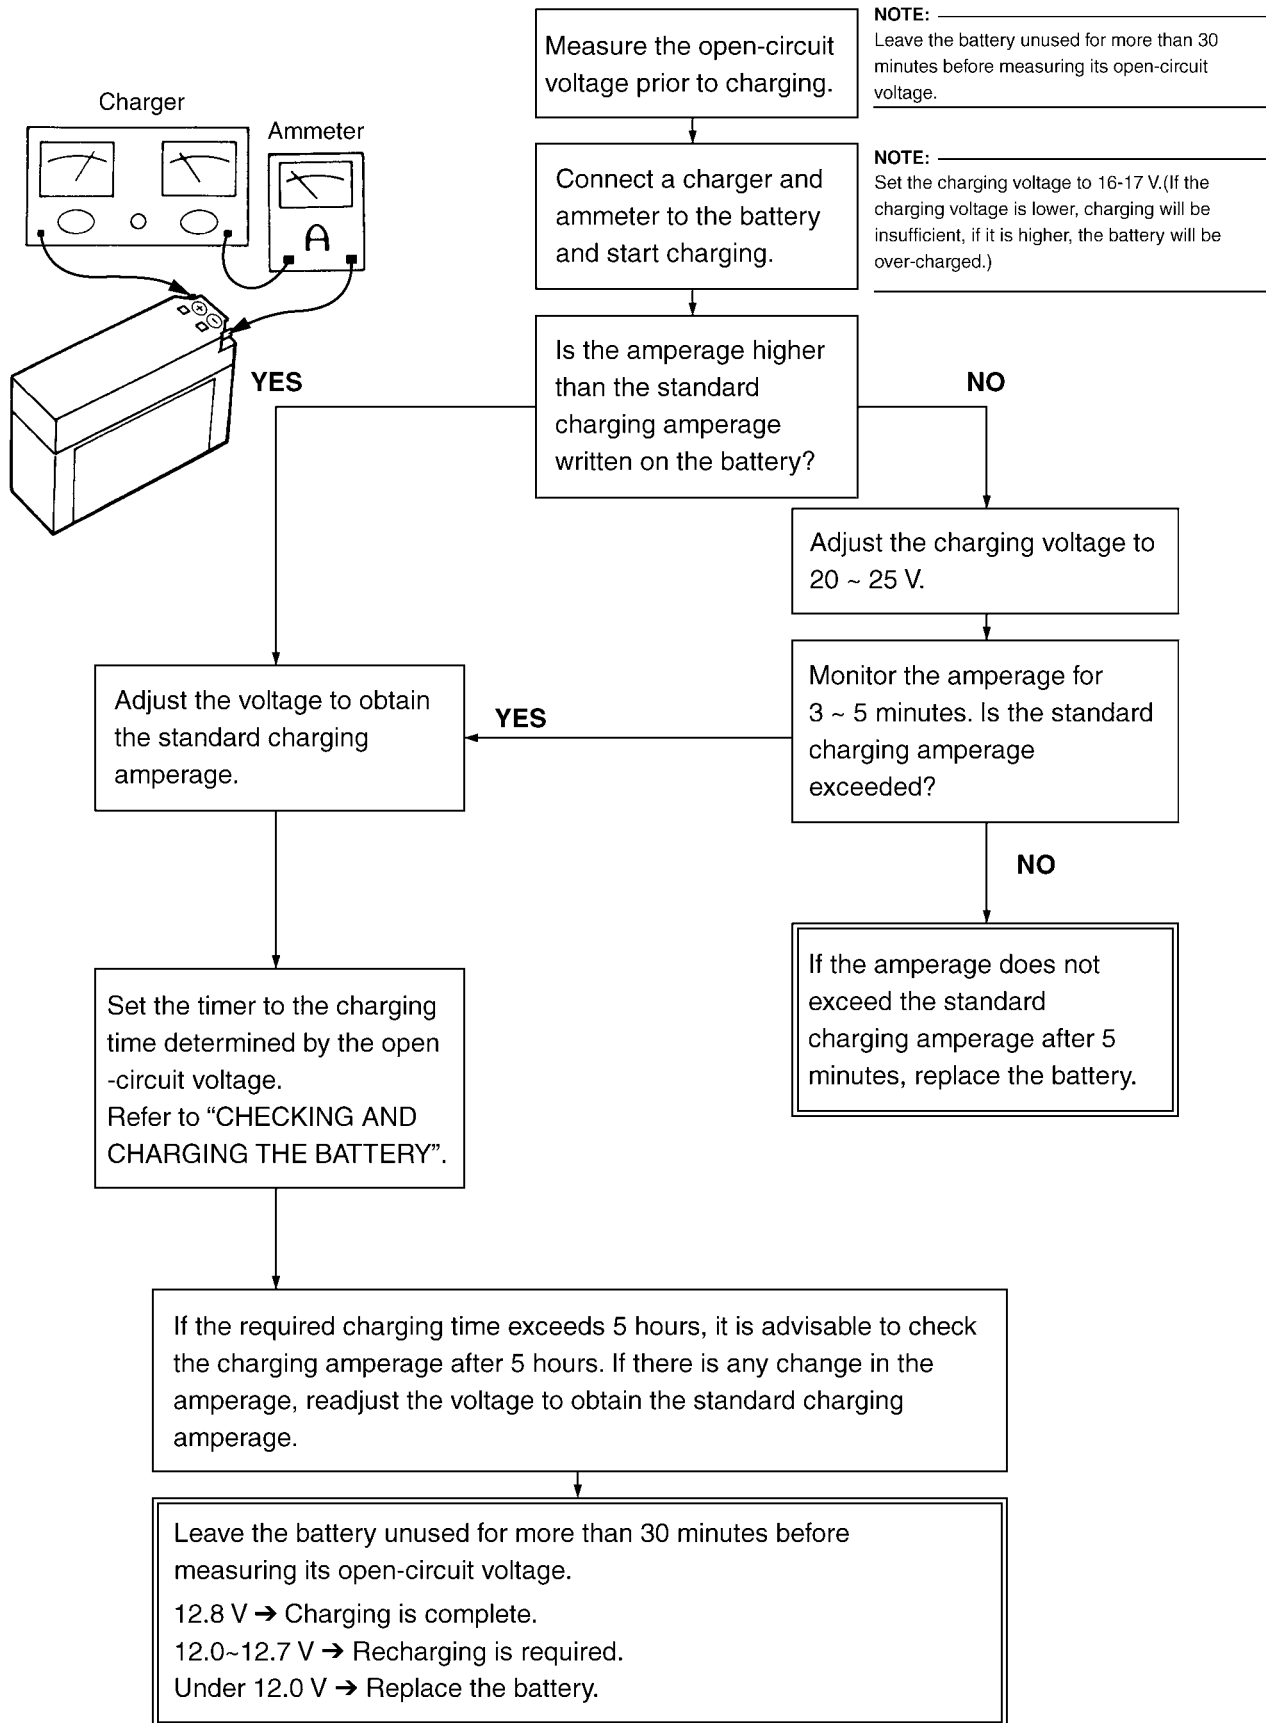 Measure the open-circuit
voltage prior to charging.
NOTE:
Leave the battery unused for more than 30
minutes before measuring its open-circuit
voltage.
Charger
Ammeter
A
Connect a charger and
ammeter to the battery
and start charging.
NOTE:
Set the charging voltage to 16-17 V.(If the
charging voltage is lower, charging will be
insufficient, if it is higher, the battery will be
over-charged.)
+
−
Is the amperage higher
than the standard
charging amperage
written on the battery?
YES
NO
Adjust the charging voltage to
20 ~ 25 V.
Adjust the voltage to obtain
the standard charging
amperage.
YES
Monitor the amperage for
3 ~ 5 minutes. Is the standard
charging amperage
exceeded?
NO
If the amperage does not
exceed the standard
charging amperage after 5
minutes, replace the battery.
Set the timer to the charging
time determined by the open
-circuit voltage.
Refer to “CHECKING AND
CHARGING THE BATTERY”.
If the required charging time exceeds 5 hours, it is advisable to check
the charging amperage after 5 hours. If there is any change in the
amperage, readjust the voltage to obtain the standard charging
amperage.
Leave the battery unused for more than 30 minutes before
measuring its open-circuit voltage.
12.8 V ➔ Charging is complete.
12.0~12.7 V ➔ Recharging is required.
Under 12.0 V ➔ Replace the battery.